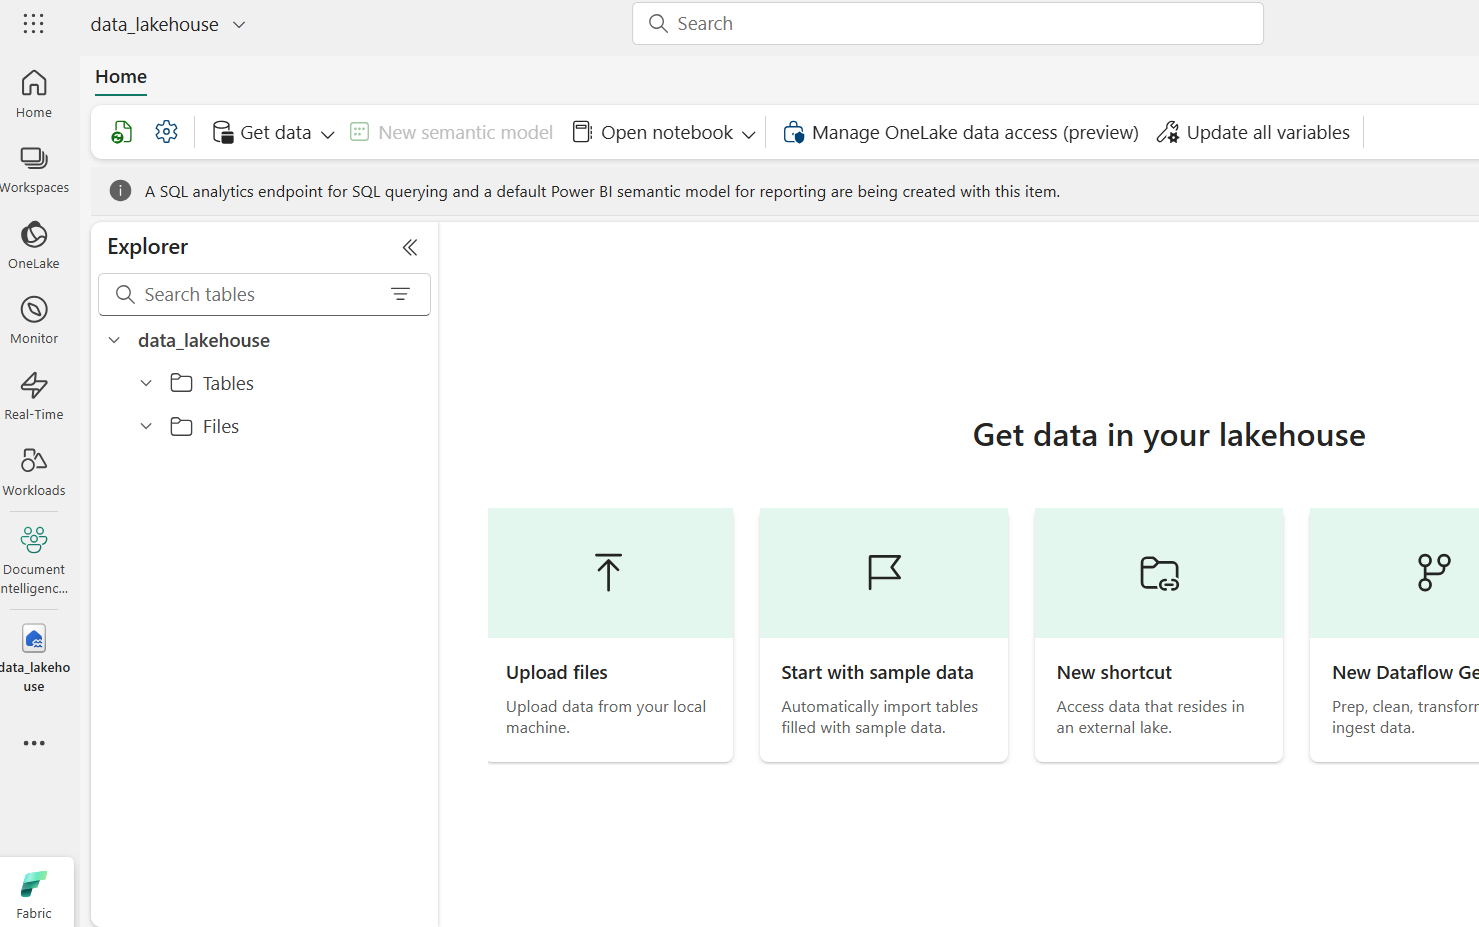 data_lakehouse
Search
Home
Home
Get data
New semantic model
Open notebook
Manage OneLake data access (preview)
Update all variables
A SQL analytics endpoint for SQL querying and a default Power BI semantic model for reporting are being created with this item.
Workspaces
OneLake
Monitor
Real-Time
Workloads
Document
ntelligenc...
data_lakeho
use
Fabric
Explorer
Search tables
data_lakehouse
Tables
Files
Get data in your lakehouse
Upload files
Upload data from your local
machine.
Start with sample data
Automatically import tables
filled with sample data.
New shortcut
Access data that resides in
an external lake.
New Dataflow Ge
Prep, clean, transform
ingest data.